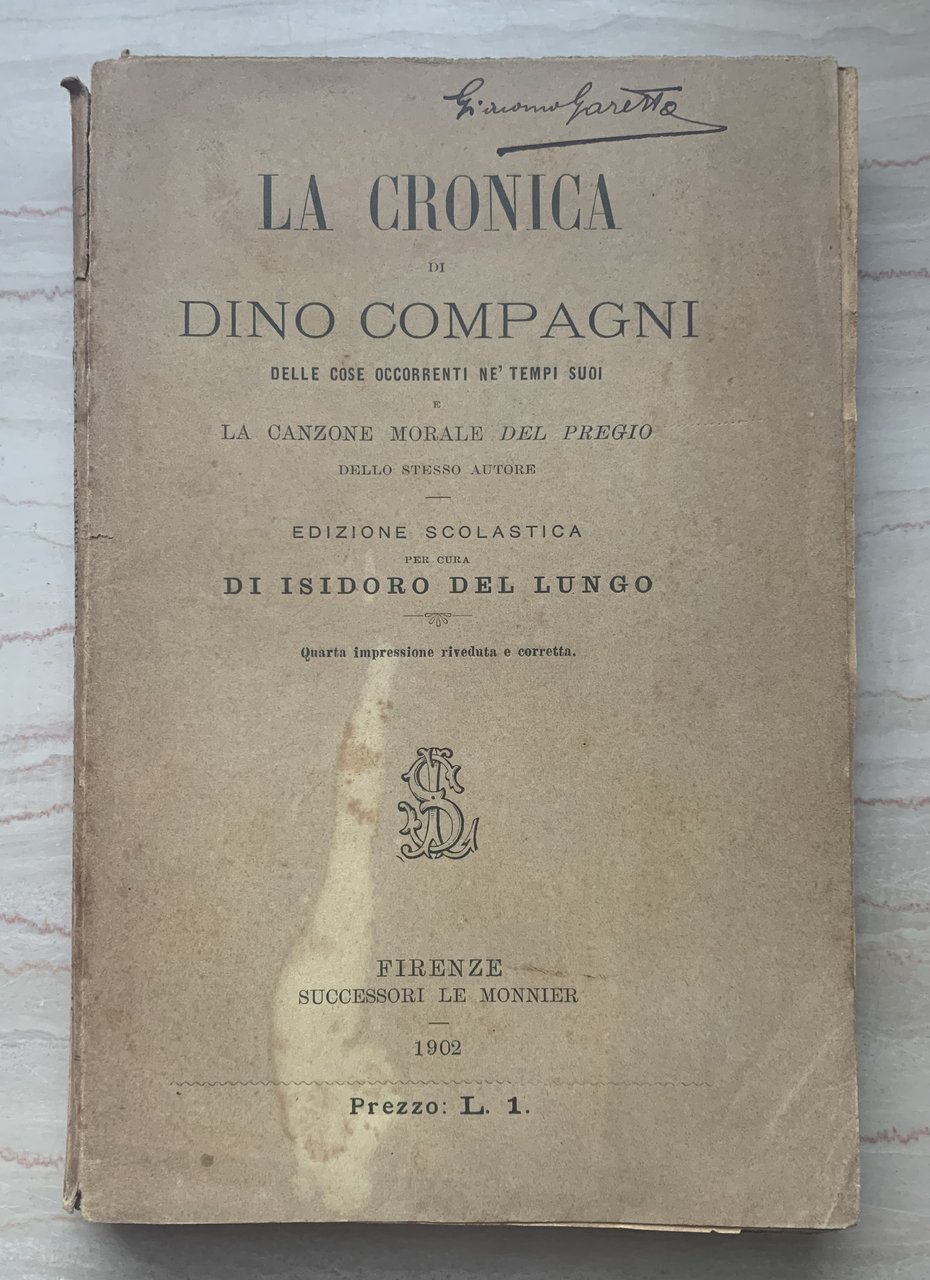 Giacomo Garetto
LA CRONICA
DI
DINO COMPAGNI
DELLE COSE OCCORRENTI NE' TEMPI SUOI
E
LA CANZONE MORALE DEL PREGIO
DELLO STESSO AUTORE
EDIZIONE SCOLASTICA
PER CURA
DI ISIDORO DEL LUNGO
Quarta impressione riveduta e corretta.
FIRENZE
SUCCESSORI LE MONNIER
1902
Prezzo: L. 1.